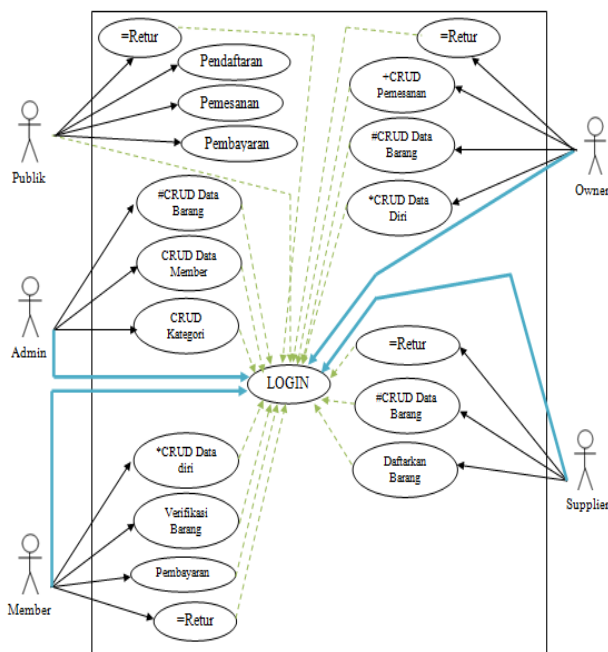 =Retur
Pendaftaran
Pemesanan
Pembayaran
Publik
=Retur
+CRUD
Pemesanan
#CRUD Data
Barang
*CRUD Data
Diri
Owner
#CRUD Data
Barang
CRUD Data
Member
CRUD
Kategori
Admin
LOGIN
=Retur
#CRUD Data
Barang
Daftarkan
Barang
Supplier
*CRUD Data
diri
Verifikasi
Barang
Pembayaran
=Retur
Member